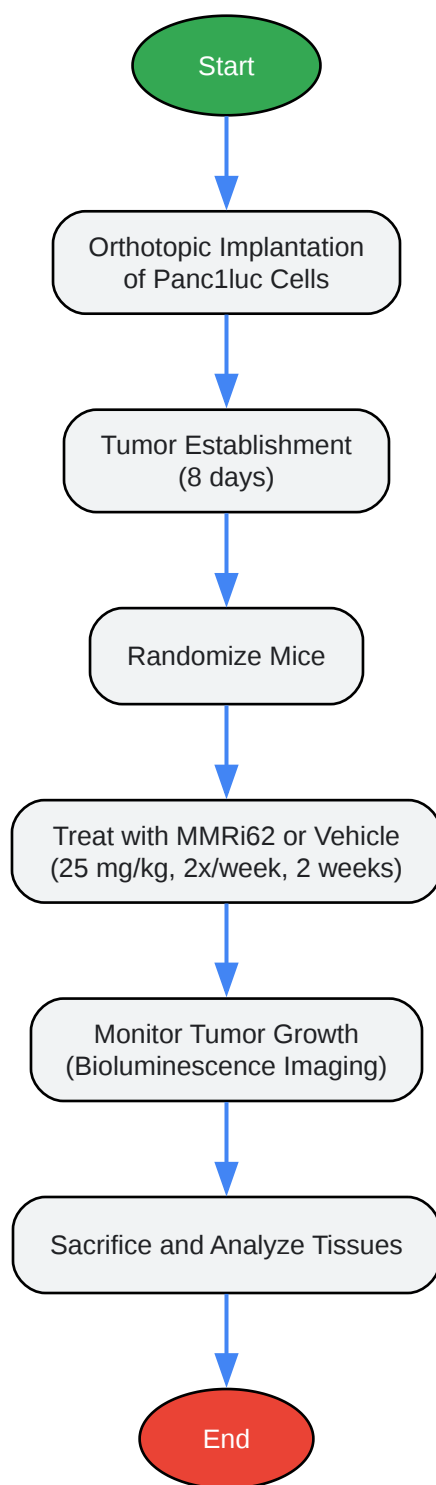 Start
Orthotopic Implantation
of Panc1luc Cells
Tumor Establishment
(8 days)
Randomize Mice
Treat with MMRi62 or Vehicle
(25 mg/kg, 2x/week, 2 weeks)
Monitor Tumor Growth
(Bioluminescence Imaging)
Sacrifice and Analyze Tissues
End